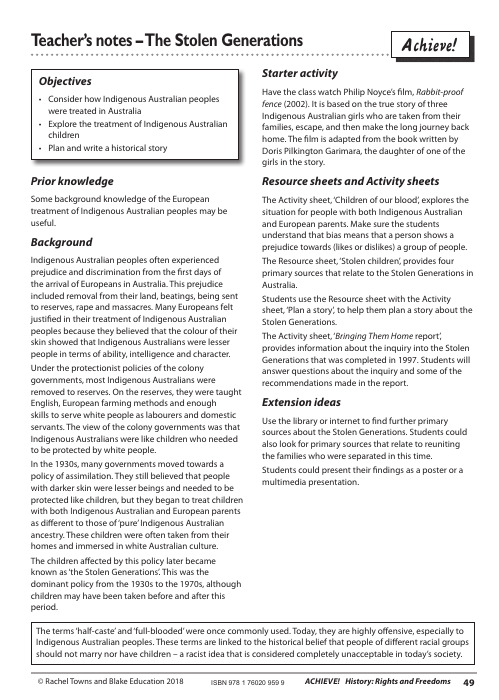 Teacher's notes – The Stolen Generations
Achieve!
Objectives
• Consider how Indigenous Australian peoples
were treated in Australia
• Explore the treatment of Indigenous Australian
children
• Plan and write a historical story
Prior knowledge
Some background knowledge of the European
treatment of Indigenous Australian peoples may be
useful.
Background
Indigenous Australian peoples often experienced
prejudice and discrimination from the first days of
the arrival of Europeans in Australia. This prejudice
included removal from their land, beatings, being sent
to reserves, rape and massacres. Many Europeans felt
justified in their treatment of Indigenous Australian
peoples because they believed that the colour of their
skin showed that Indigenous Australians were lesser
people in terms of ability, intelligence and character.
Under the protectionist policies of the colony
governments, most Indigenous Australians were
removed to reserves. On the reserves, they were taught
English, European farming methods and enough
skills to serve white people as labourers and domestic
servants. The view of the colony governments was that
Indigenous Australians were like children who needed
to be protected by white people.
In the 1930s, many governments moved towards a
policy of assimilation. They still believed that people
with darker skin were lesser beings and needed to be
protected like children, but they began to treat children
with both Indigenous Australian and European parents
as different to those of 'pure' Indigenous Australian
ancestry. These children were often taken from their
homes and immersed in white Australian culture.
The children affected by this policy later became
known as 'the Stolen Generations'. This was the
dominant policy from the 1930s to the 1970s, although
children may have been taken before and after this
period.
Starter activity
Have the class watch Philip Noyce's film, Rabbit-proof
fence (2002). It is based on the true story of three
Indigenous Australian girls who are taken from their
families, escape, and then make the long journey back
home. The film is adapted from the book written by
Doris Pilkington Garimara, the daughter of one of the
girls in the story.
Resource sheets and Activity sheets
The Activity sheet, 'Children of our blood', explores the
situation for people with both Indigenous Australian
and European parents. Make sure the students
understand that bias means that a person shows a
prejudice towards (likes or dislikes) a group of people.
The Resource sheet, 'Stolen children', provides four
primary sources that relate to the Stolen Generations in
Australia.
Students use the Resource sheet with the Activity
sheet, 'Plan a story', to help them plan a story about the
Stolen Generations.
The Activity sheet, 'Bringing Them Home report',
provides information about the inquiry into the Stolen
Generations that was completed in 1997. Students will
answer questions about the inquiry and some of the
recommendations made in the report.
Extension ideas
Use the library or internet to find further primary
sources about the Stolen Generations. Students could
also look for primary sources that relate to reuniting
the families who were separated in this time.
Students could present their findings as a poster or a
multimedia presentation.
The terms 'half-caste' and 'full-blooded' were once commonly used. Today, they are highly offensive, especially to
Indigenous Australian peoples. These terms are linked to the historical belief that people of different racial groups
should not marry nor have children – a racist idea that is considered completely unacceptable in today's society.
© Rachel Towns and Blake Education 2018 ISBN 978 1 76020 959 9 ACHIEVE! History: Rights and Freedoms 49